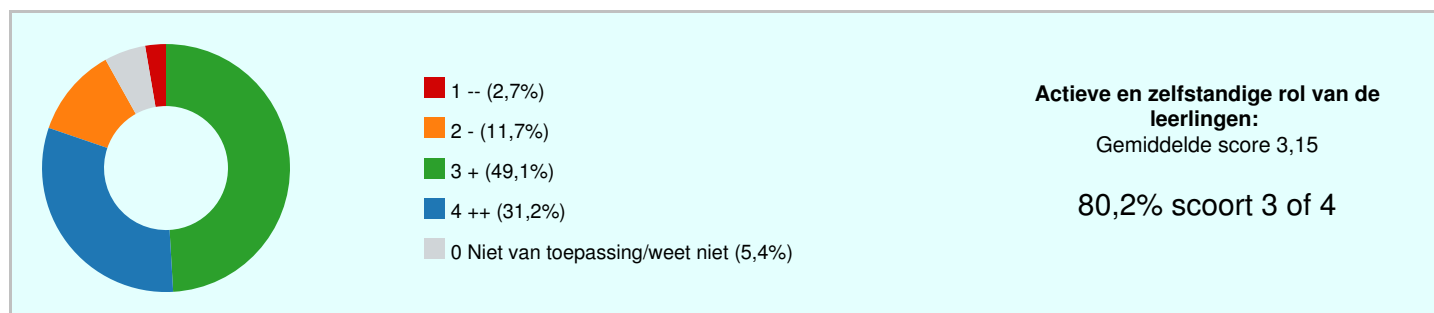 1 -- (2,7%)
2 - (11,7%)
3 + (49,1%)
4 ++ (31,2%)
0 Niet van toepassing/weet niet (5,4%)
Actieve en zelfstandige rol van de
leerlingen:
Gemiddelde score 3,15
80,2% scoort 3 of 4